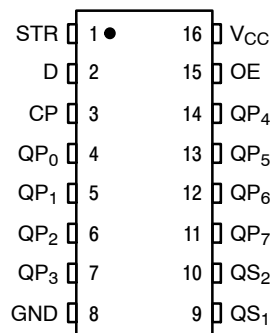 STR 1 16 VCC
D 2 15 OE
CP 3 14 QP4
QP0 4 13 QP5
QP1 5 12 QP6
QP2 6 11 QP7
QP3 7 10 QS2
GND 8 9 QS1